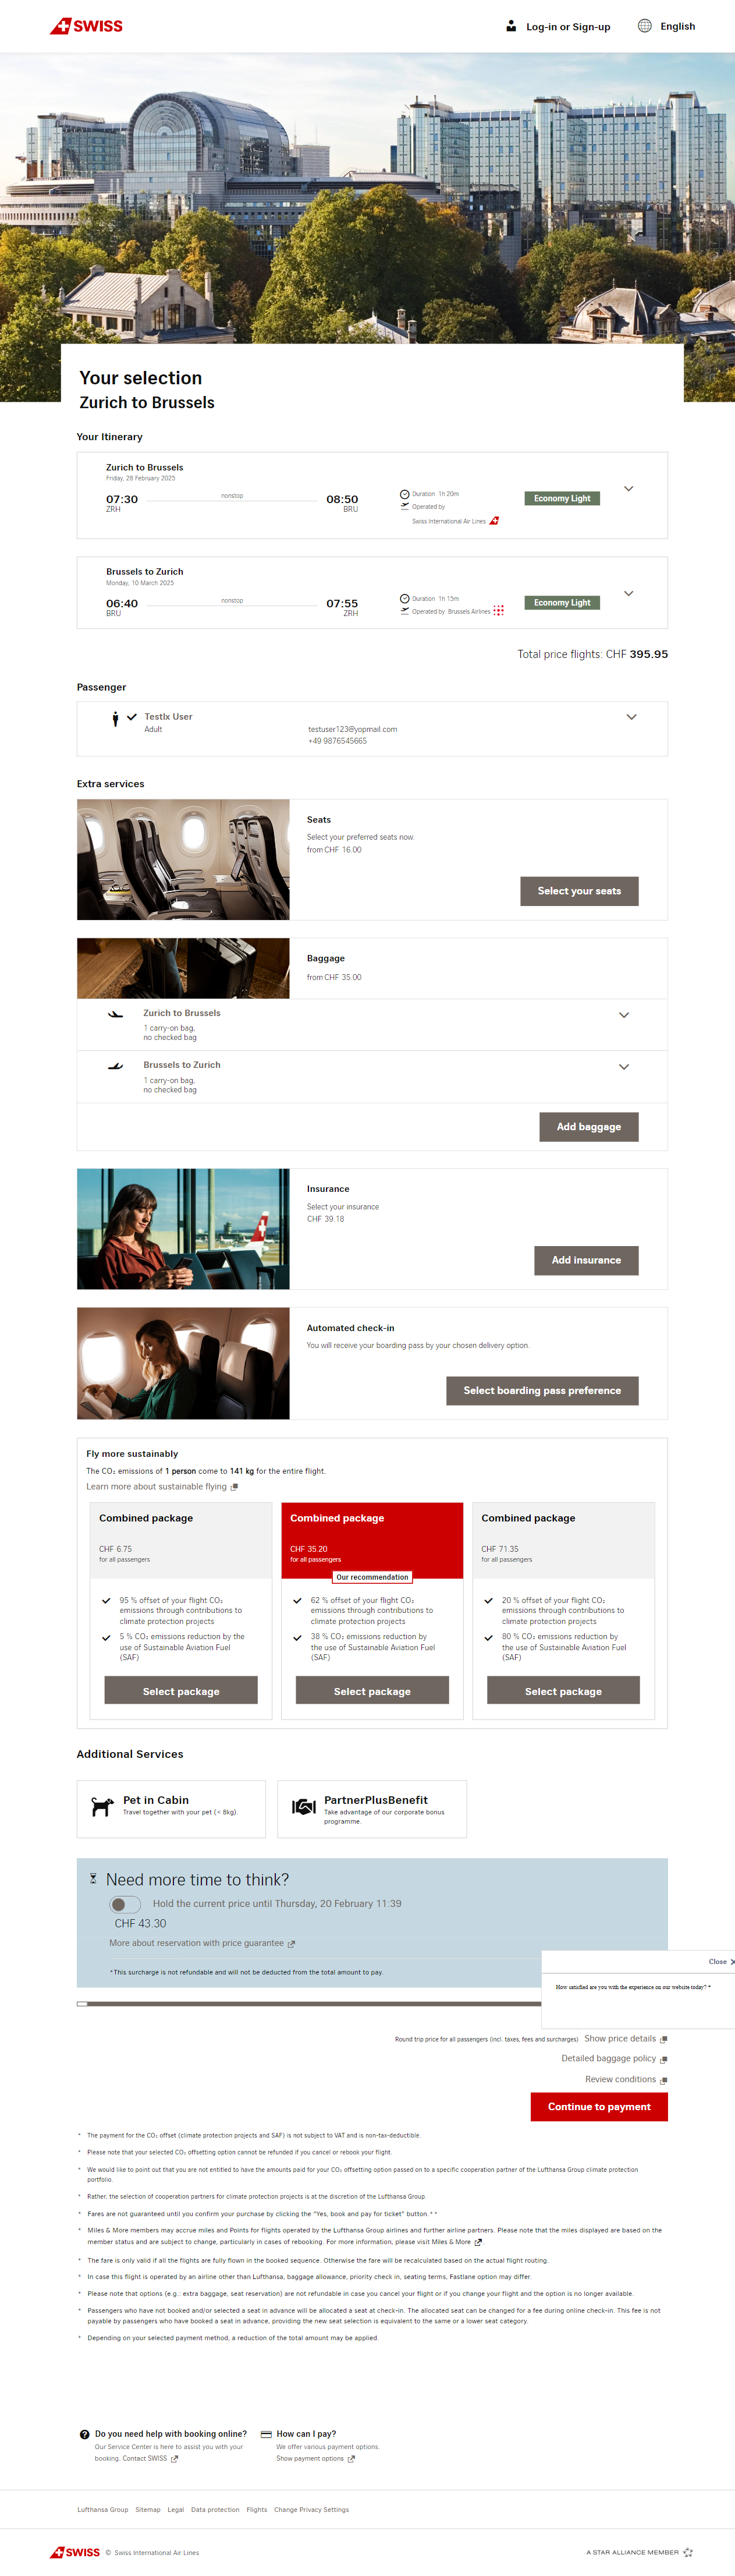 SWISS
Log-in or Sign-up
English
Your selection
Zurich to Brussels
Your Itinerary
Zurich to Brussels
Friday, 28 February 2025
07:30
nonstop
08:50
ZRH
BRU
Duration 1h 20m
Operated by
Swiss International Air Lines
Economy Light
Brussels to Zurich
Monday, 10 March 2025
06:40
nonstop
07:55
BRU
ZRH
Duration 1h 15m
Operated by Brussels Airlines
Economy Light
Total price flights: CHF 395.95
Passenger
TestIx User
Adult
testuser123@yopmail.com
+49 9876545665
Extra services
Seats
Select your preferred seats now.
from CHF 16.00
Select your seats
Baggage
from CHF 35.00
Zurich to Brussels
1 carry-on bag,
no checked bag
Brussels to Zurich
1 carry-on bag,
no checked bag
Add baggage
Insurance
Select your insurance
CHF 39.18
Add insurance
Automated check-in
You will receive your boarding pass by your chosen delivery option.
Select boarding pass preference
Fly more sustainably
The CO₂ emissions of 1 person come to 141 kg for the entire flight.
Learn more about sustainable flying
Combined package
CHF 6.75
for all passengers
95 % offset of your flight CO₂
emissions through contributions to
climate protection projects
5 % CO₂ emissions reduction by the
use of Sustainable Aviation Fuel
(SAF)
Select package
Combined package
CHF 35.20
for all passengers
Our recommendation
62 % offset of your flight CO₂
emissions through contributions to
climate protection projects
38 % CO₂ emissions reduction by
the use of Sustainable Aviation Fuel
(SAF)
Select package
Combined package
CHF 71.35
for all passengers
20 % offset of your flight CO₂
emissions through contributions to
climate protection projects
80 % CO₂ emissions reduction by
the use of Sustainable Aviation Fuel
(SAF)
Select package
Additional Services
Pet in Cabin
Travel together with your pet (< 8kg).
PartnerPlusBenefit
Take advantage of our corporate bonus
programme.
Need more time to think?
Hold the current price until Thursday, 20 February 11:39
CHF 43.30
More about reservation with price guarantee
*This surcharge is not refundable and will not be deducted from the total amount to pay.
Close
How satisfied are you with the experience on our website today? *
Round trip price for all passengers (incl. taxes, fees and surcharges) Show price details
Detailed baggage policy
Review conditions
Continue to payment
* The payment for the CO₂ offset (climate protection projects and SAF) is not subject to VAT and is non-tax-deductible.
* Please note that your selected CO₂ offsetting option cannot be refunded if you cancel or rebook your flight.
* We would like to point out that you are not entitled to have the amounts paid for your CO₂ offsetting option passed on to a specific cooperation partner of the Lufthansa Group climate protection
portfolio.
* Rather, the selection of cooperation partners for climate protection projects is at the discretion of the Lufthansa Group.
* Fares are not guaranteed until you confirm your purchase by clicking the "Yes, book and pay for ticket" button.**
* Miles & More members may accrue miles and Points for flights operated by the Lufthansa Group airlines and further airline partners. Please note that the miles displayed are based on the
member status and are subject to change, particularly in cases of rebooking. For more information, please visit Miles & More
* The fare is only valid if all the flights are fully flown in the booked sequence. Otherwise the fare will be recalculated based on the actual flight routing.
* In case this flight is operated by an airline other than Lufthansa, baggage allowance, priority check in, seating terms, Fastlane option may differ.
* Please note that options (e.g.: extra baggage, seat reservation) are not refundable in case you cancel your flight or if you change your flight and the option is no longer available.
* Passengers who have not booked and/or selected a seat in advance will be allocated a seat at check-in. The allocated seat can be changed for a fee during online check-in. This fee is not
payable by passengers who have booked a seat in advance, providing the new seat selection is equivalent to the same or a lower seat category.
* Depending on your selected payment method, a reduction of the total amount may be applied.
Do you need help with booking online?
Our Service Center is here to assist you with your
booking. Contact SWISS
How can I pay?
We offer various payment options.
Show payment options
Lufthansa Group Sitemap Legal Data protection Flights Change Privacy Settings
SWISS © Swiss International Air Lines
A STAR ALLIANCE MEMBER